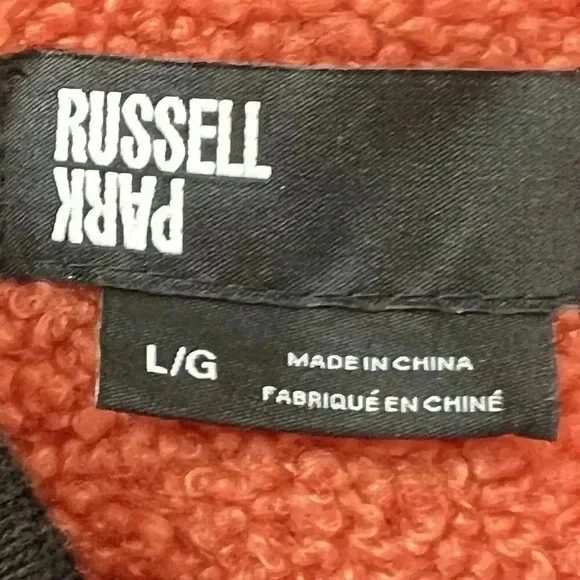 RUSSELL
PARK
L/G
MADE IN CHINA
FABRIQUÉ EN CHINÉ